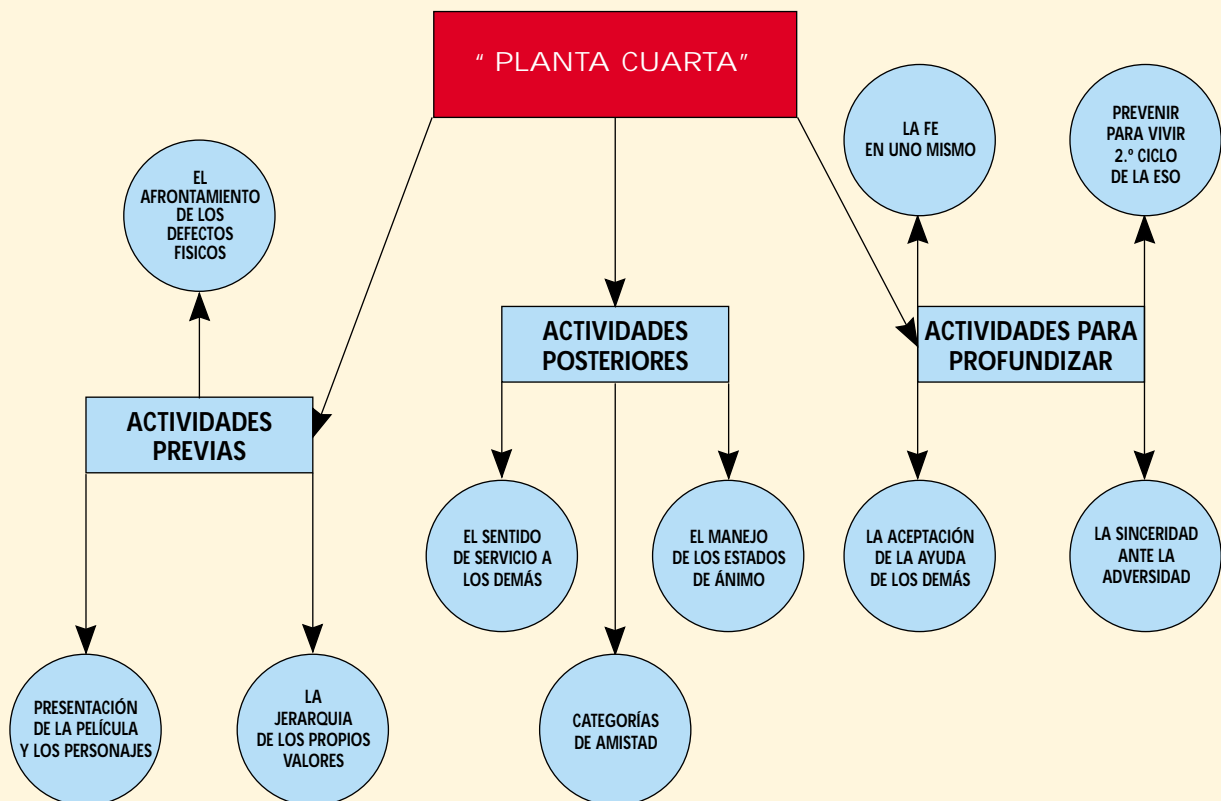 " PLANTA CUARTA"
LA FE
EN UNO MISMO
PREVENIR
PARA VIVIR
2.º CICLO
DE LA ESO
EL
AFRONTAMIENTO
DE LOS
DEFECTOS
FISICOS
ACTIVIDADES
PREVIAS
ACTIVIDADES
POSTERIORES
ACTIVIDADES PARA
PROFUNDIZAR
EL SENTIDO
DE SERVICIO A
LOS DEMÁS
EL MANEJO
DE LOS ESTADOS
DE ÁNIMO
LA ACEPTACIÓN
DE LA AYUDA
DE LOS DEMÁS
LA SINCERIDAD
ANTE LA
ADVERSIDAD
PRESENTACIÓN
DE LA PELÍCULA
Y LOS PERSONAJES
LA
JERARQUIA
DE LOS PROPIOS
VALORES
CATEGORÍAS
DE AMISTAD